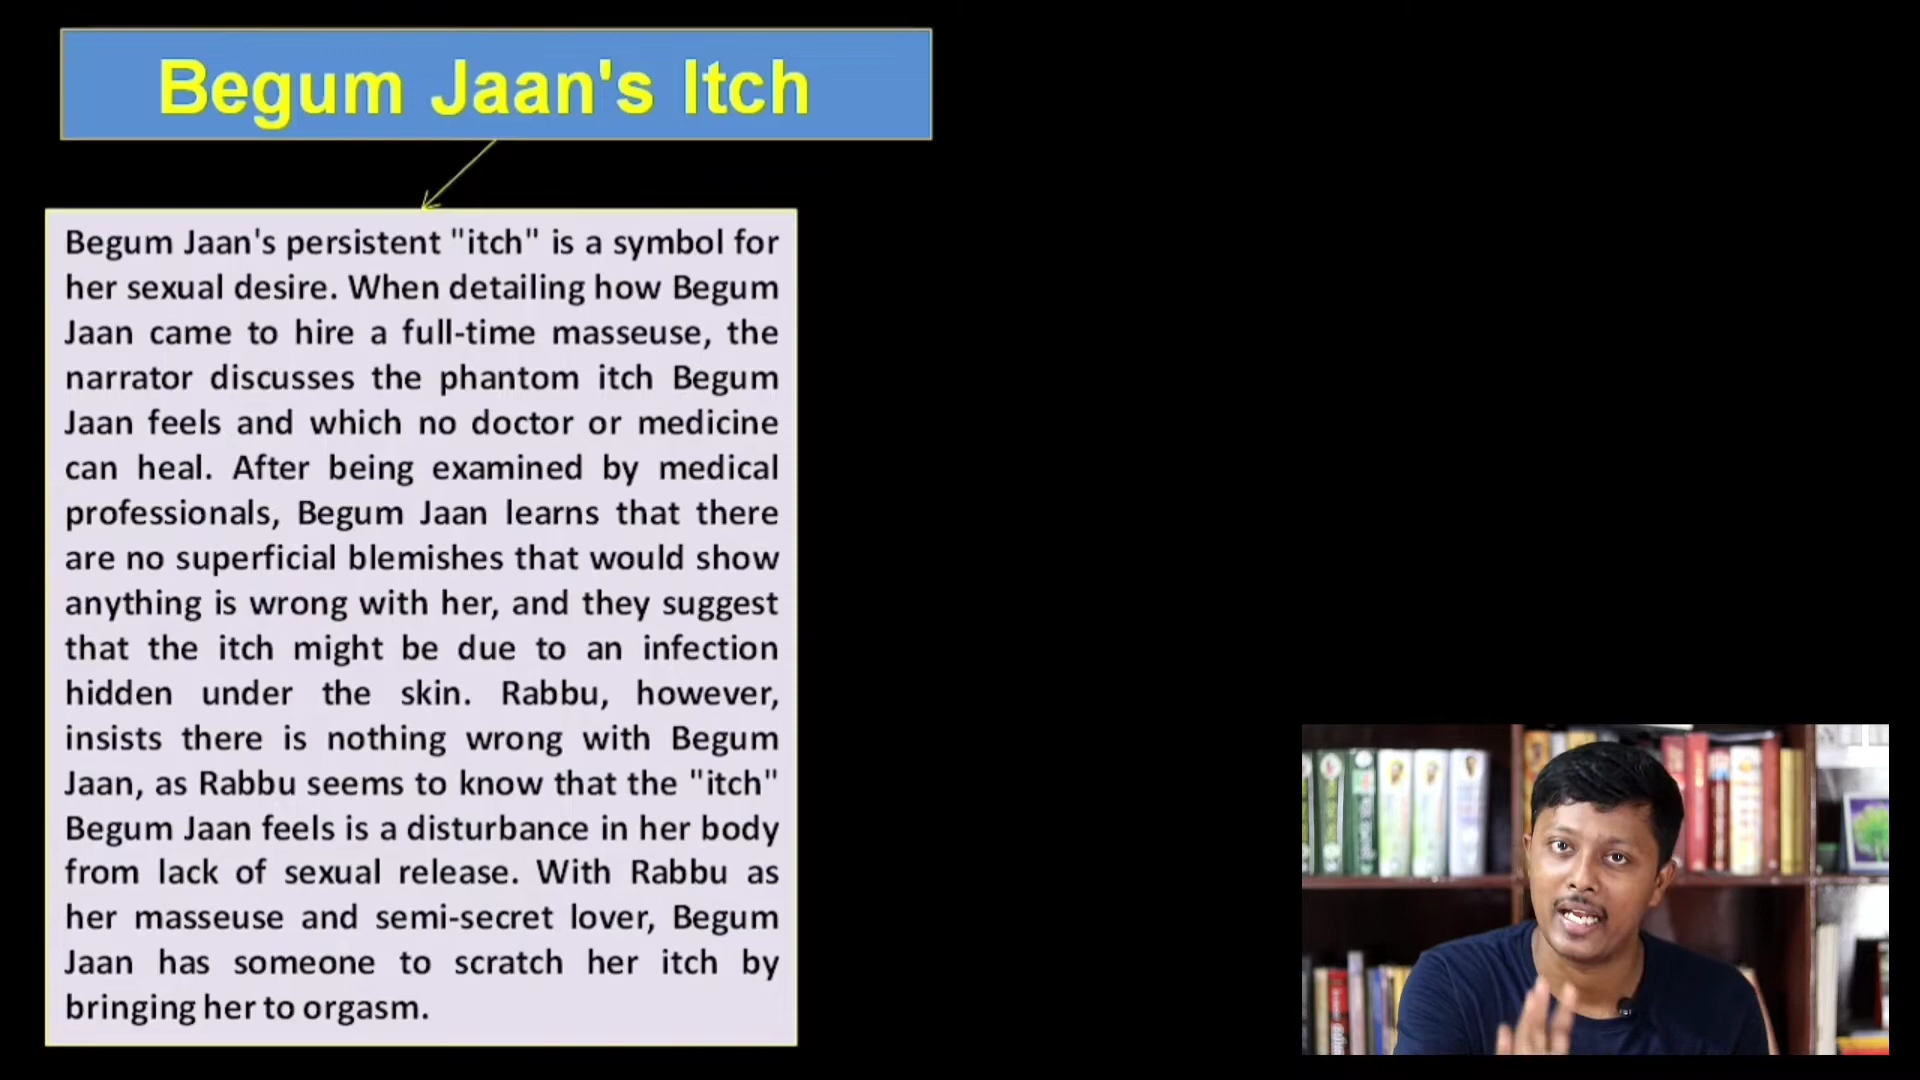 Begum Jaan's Itch
Begum Jaan's persistent "itch" is a symbol for
her sexual desire. When detailing how Begum
Jaan came to hire a full-time masseuse, the
narrator discusses the phantom itch Begum
Jaan feels and which no doctor or medicine
can heal. After being examined by medical
professionals, Begum Jaan learns that there
are no superficial blemishes that would show
anything is wrong with her, and they suggest
that the itch might be due to an infection
hidden under the skin. Rabbu, however,
insists there is nothing wrong with Begum
Jaan, as Rabbu seems to know that the "itch"
Begum Jaan feels is a disturbance in her body
from lack of sexual release. With Rabbu as
her masseuse and semi-secret lover, Begum
Jaan has someone to scratch her itch by
bringing her to orgasm.